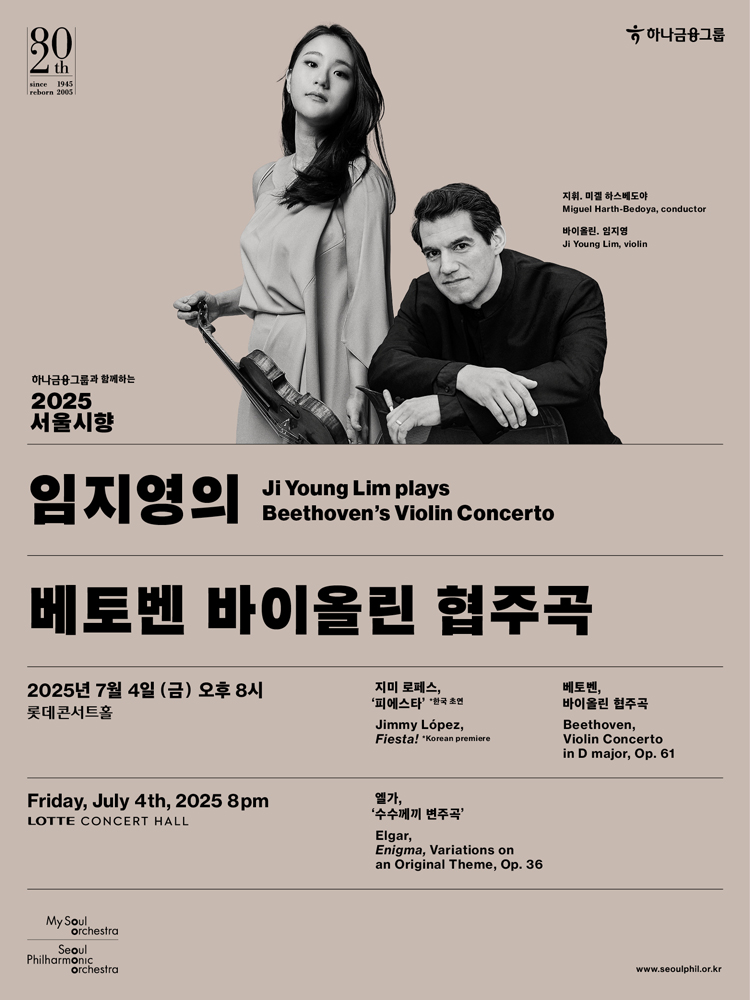 20th
since 1945
reborn 2005
하나금융그룹
지휘. 미겔 하스베도야
Miguel Harth-Bedoya, conductor
바이올린. 임지영
Ji Young Lim, violin
하나금융그룹과 함께하는
2025
서울시향
임지영의
Ji Young Lim plays
Beethoven's Violin Concerto
베토벤 바이올린 협주곡
2025년 7월 4일 (금) 오후 8시
롯데콘서트홀
지미 로페스,
‘피에스타’ *한국 초연
Jimmy López,
Fiesta! *Korean premiere
베토벤,
바이올린 협주곡
Beethoven,
Violin Concerto
in D major, Op. 61
Friday, July 4th, 2025 8pm
LOTTE CONCERT HALL
엘가,
‘수수께끼 변주곡’
Elgar,
Enigma, Variations on
an Original Theme, Op. 36
My Soul
orchestra
Seoul
Philharmonic
orchestra
www.seoulphil.or.kr